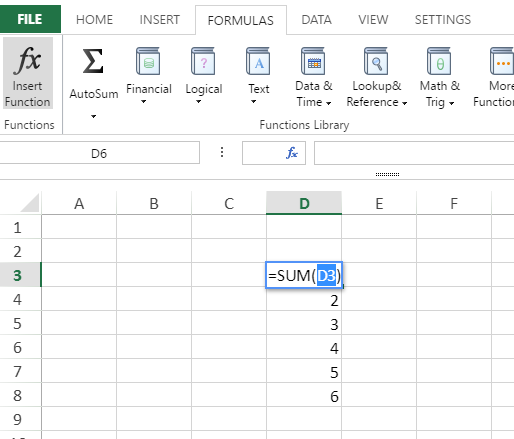 FILE HOME INSERT FORMULAS DATA VIEW SETTINGS
fx Σ ? A θ
Insert Function AutoSum Financial Logical Text Data & Time Lookup& Reference Math & Trig More Function
Functions Functions Library
D6 fx
A B C D E F
1
2
3 =SUM(D3)
4 2
5 3
6 4
7 5
8 6
9